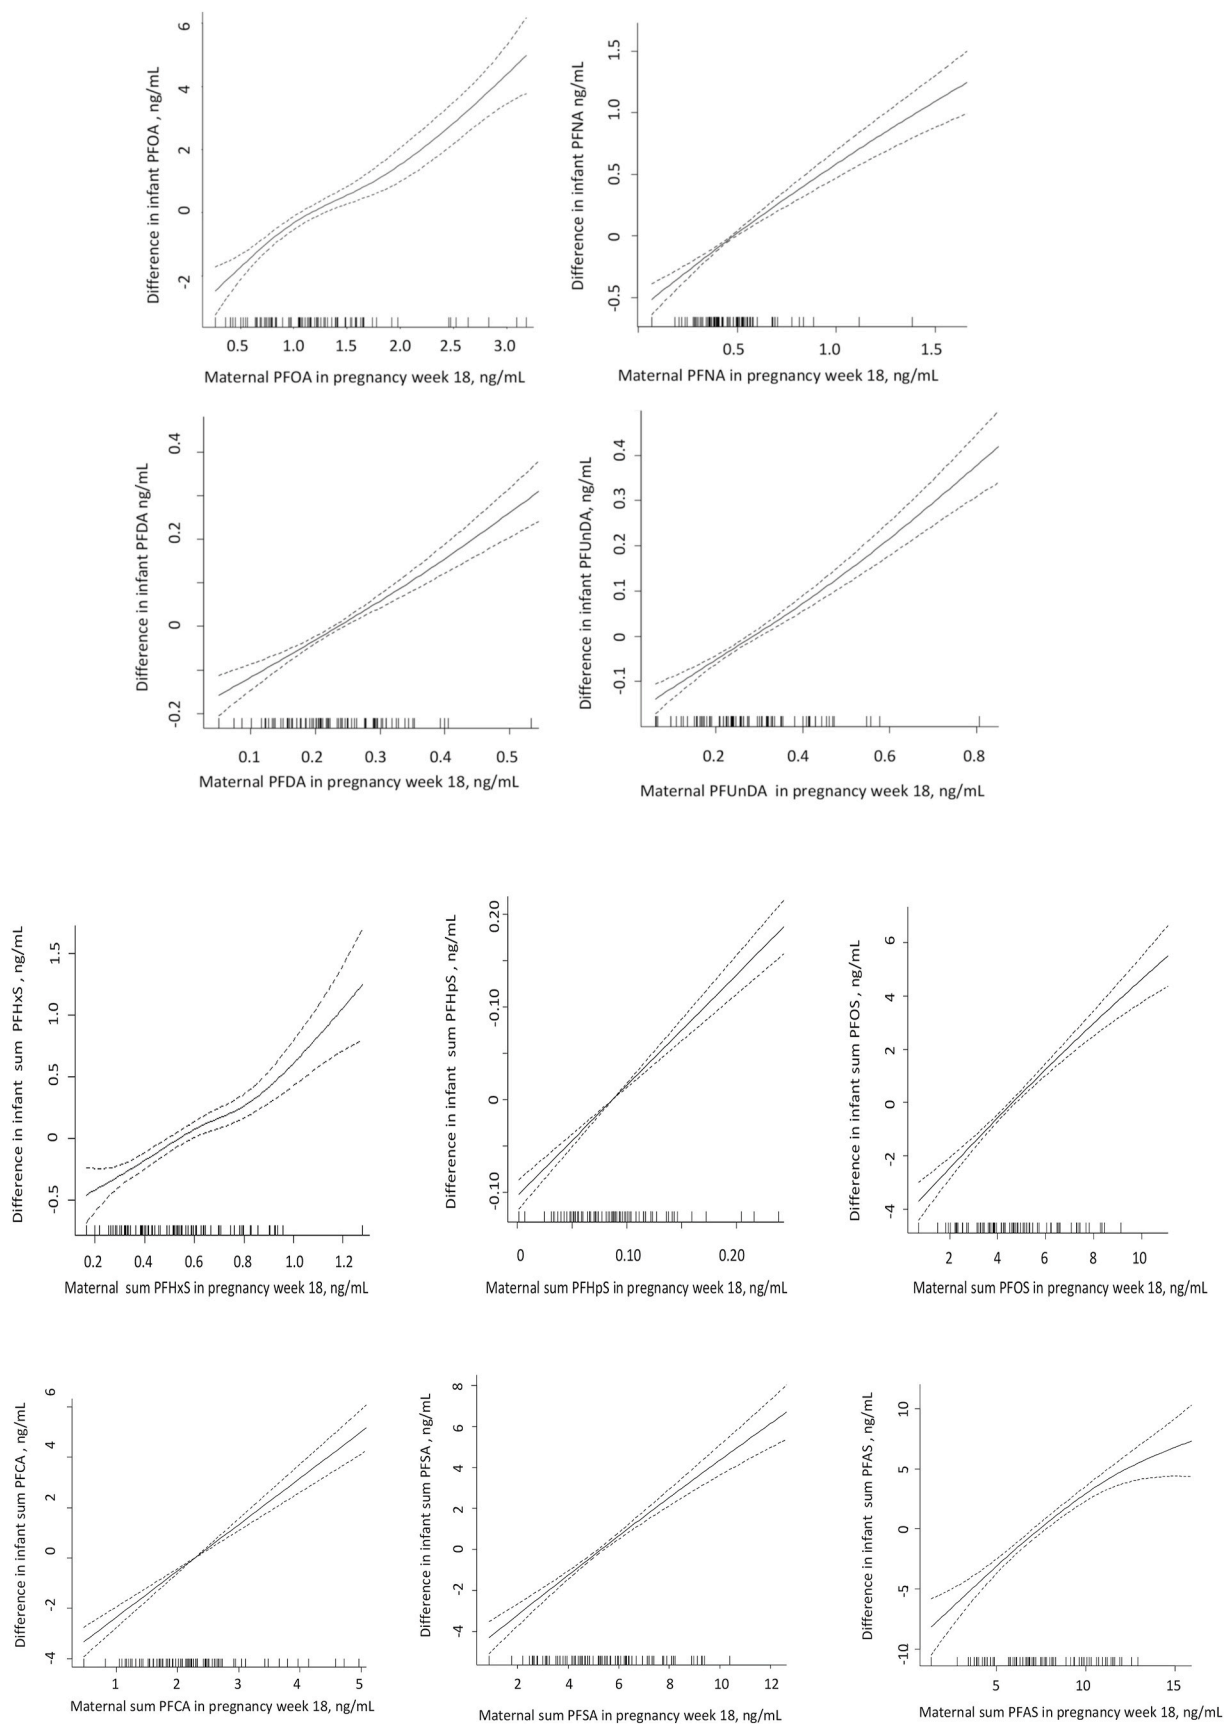 Difference in infant PFOA , ng/mL
6
4
2
0
-2
0.5 1.0 1.5 2.0 2.5 3.0
Maternal PFOA in pregnancy week 18, ng/mL
Difference in infant PFNA ng/mL
1.5
1.0
0.5
0
-0.5
0.5 1.0 1.5
Maternal PFNA in pregnancy week 18, ng/mL
Difference in infant PFDA ng/mL
0.4
0.2
0
-0.2
0.1 0.2 0.3 0.4 0.5
Maternal PFDA in pregnancy week 18, ng/mL
Difference in infant PFUnDA, ng/mL
0.4
0.3
0.2
0.1
0
-0.1
0.2 0.4 0.6 0.8
Maternal PFUnDA in pregnancy week 18, ng/mL
Difference in infant sum PFHxS , ng/mL
1.5
1.0
0.5
0
-0.5
0.2 0.4 0.6 0.8 1.0 1.2
Maternal sum PFHxS in pregnancy week 18, ng/mL
Difference in infant sum PFHpS , ng/mL
0.20
-0.10
0
-0.10
0 0.10 0.20
Maternal sum PFHpS in pregnancy week 18, ng/mL
Difference in infant sum PFOS , ng/mL
6
4
2
0
-2
-4
2 4 6 8 10
Maternal sum PFOS in pregnancy week 18, ng/mL
Difference in infant sum PFCA , ng/mL
6
4
2
0
-2
-4
1 2 3 4 5
Maternal sum PFCA in pregnancy week 18, ng/mL
Difference in infant sum PFSA , ng/mL
8
6
4
2
0
-2
-4
2 4 6 8 10 12
Maternal sum PFSA in pregnancy week 18, ng/mL
Difference in infant sum PFAS , ng/mL
10
5
0
-5
-10
5 10 15
Maternal sum PFAS in pregnancy week 18, ng/mL